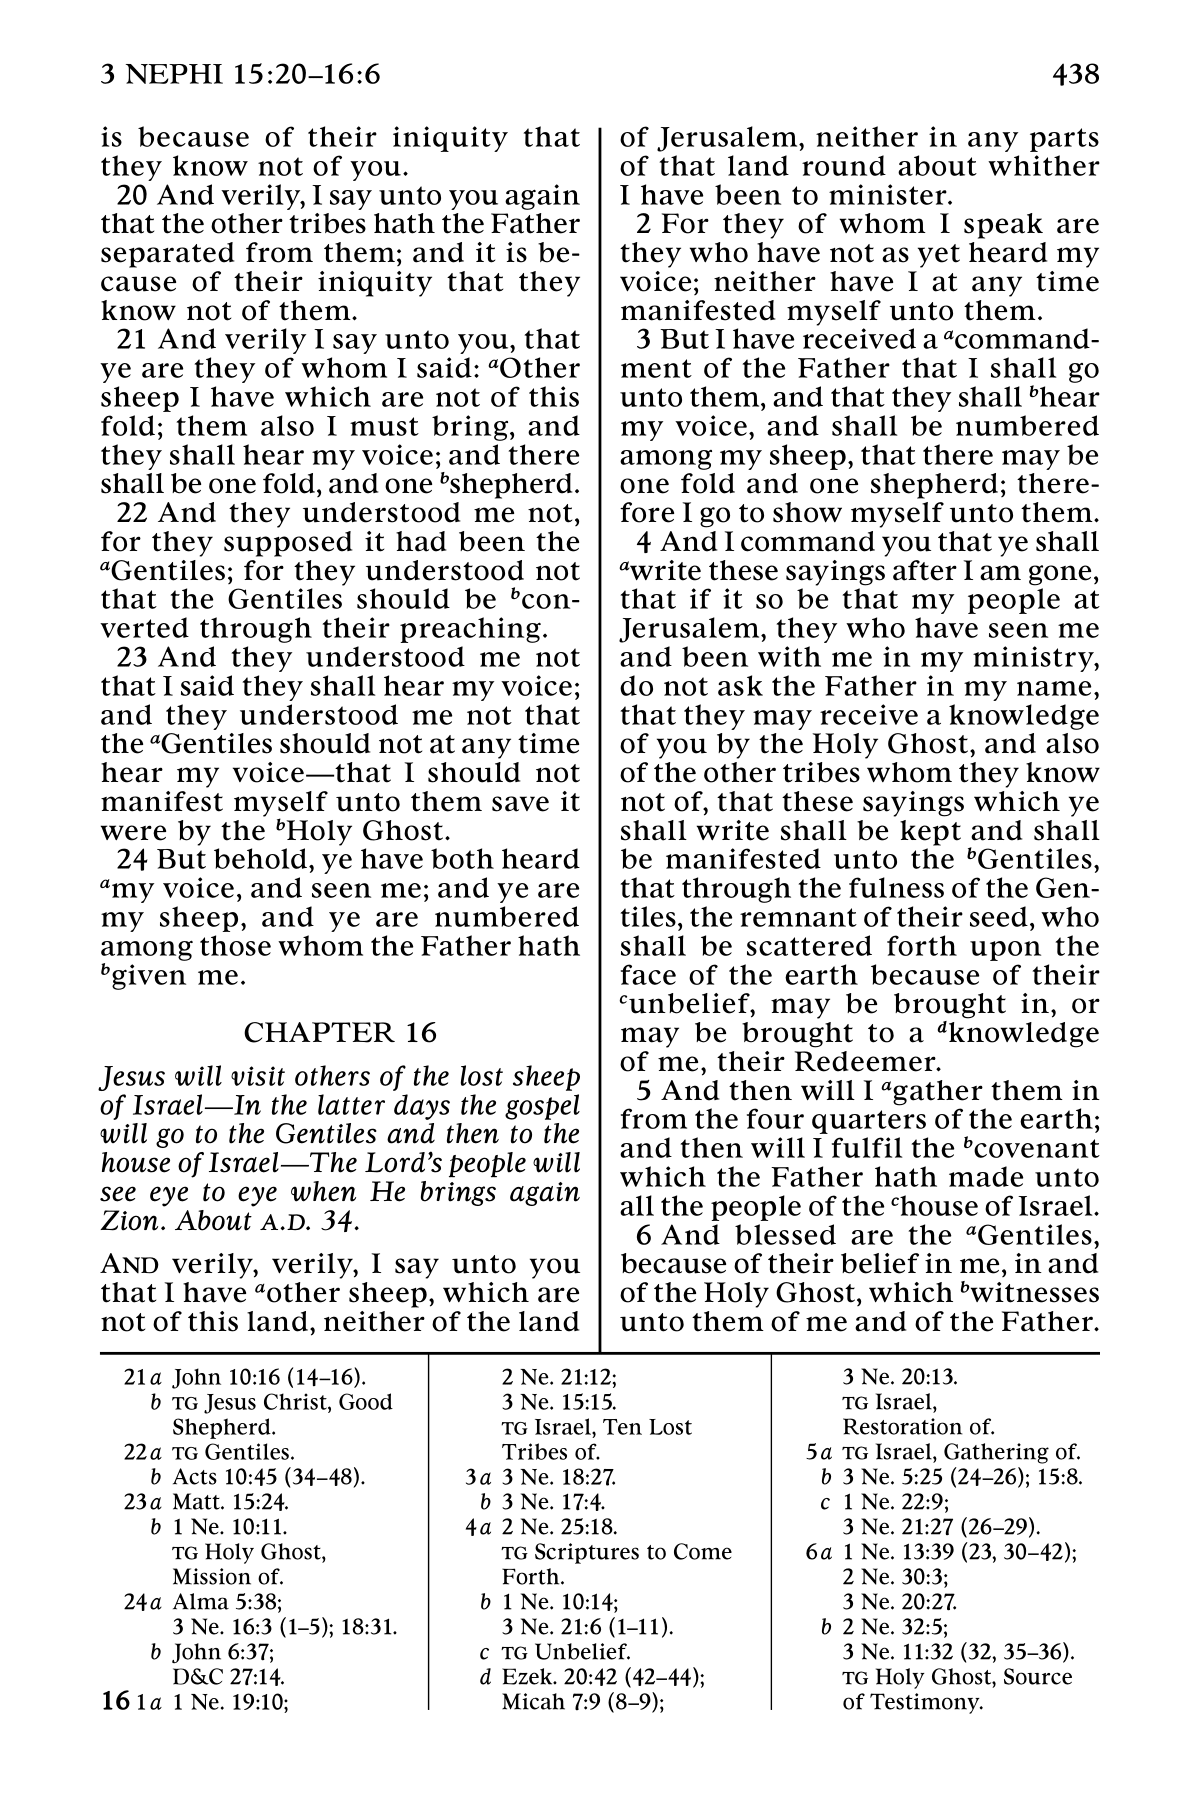 3 NEPHI 15:20–16:6
438
is because of their iniquity that
they know not of you.
20 And verily, I say unto you again
that the other tribes hath the Father
separated from them; and it is be-
cause of their iniquity that they
know not of them.
21 And verily I say unto you, that
ye are they of whom I said: aOther
sheep I have which are not of this
fold; them also I must bring, and
they shall hear my voice; and there
shall be one fold, and one bshepherd.
22 And they understood me not,
for they supposed it had been the
aGentiles; for they understood not
that the Gentiles should be bcon-
verted through their preaching.
23 And they understood me not
that I said they shall hear my voice;
and they understood me not that
the aGentiles should not at any time
hear my voice—that I should not
manifest myself unto them save it
were by the bHoly Ghost.
24 But behold, ye have both heard
amy voice, and seen me; and ye are
my sheep, and ye are numbered
among those whom the Father hath
bgiven me.
CHAPTER 16
Jesus will visit others of the lost sheep
of Israel—In the latter days the gospel
will go to the Gentiles and then to the
house of Israel—The Lord’s people will
see eye to eye when He brings again
Zion. About A.D. 34.
AND verily, verily, I say unto you
that I have aother sheep, which are
not of this land, neither of the land
of Jerusalem, neither in any parts
of that land round about whither
I have been to minister.
2 For they of whom I speak are
they who have not as yet heard my
voice; neither have I at any time
manifested myself unto them.
3 But I have received a acommand-
ment of the Father that I shall go
unto them, and that they shall bhear
my voice, and shall be numbered
among my sheep, that there may be
one fold and one shepherd; there-
fore I go to show myself unto them.
4 And I command you that ye shall
awrite these sayings after I am gone,
that if it so be that my people at
Jerusalem, they who have seen me
and been with me in my ministry,
do not ask the Father in my name,
that they may receive a knowledge
of you by the Holy Ghost, and also
of the other tribes whom they know
not of, that these sayings which ye
shall write shall be kept and shall
be manifested unto the bGentiles,
that through the fulness of the Gen-
tiles, the remnant of their seed, who
shall be scattered forth upon the
face of the earth because of their
cunbelief, may be brought in, or
may be brought to a dknowledge
of me, their Redeemer.
5 And then will I agather them in
from the four quarters of the earth;
and then will I fulfil the bcovenant
which the Father hath made unto
all the people of the chouse of Israel.
6 And blessed are the aGentiles,
because of their belief in me, in and
of the Holy Ghost, which bwitnesses
unto them of me and of the Father.
21a John 10:16 (14–16).
b TG Jesus Christ, Good
Shepherd.
22a TG Gentiles.
b Acts 10:45 (34–48).
23a Matt. 15:24.
b 1 Ne. 10:11.
TG Holy Ghost,
Mission of.
24a Alma 5:38;
3 Ne. 16:3 (1–5); 18:31.
b John 6:37;
D&C 27:14.
16 1a 1 Ne. 19:10;
2 Ne. 21:12;
3 Ne. 15:15.
TG Israel, Ten Lost
Tribes of.
3a 3 Ne. 18:27.
b 3 Ne. 17:4.
4a 2 Ne. 25:18.
TG Scriptures to Come
Forth.
b 1 Ne. 10:14;
3 Ne. 21:6 (1–11).
c TG Unbelief.
d Ezek. 20:42 (42–44);
Micah 7:9 (8–9);
3 Ne. 20:13.
TG Israel,
Restoration of.
5a TG Israel, Gathering of.
b 3 Ne. 5:25 (24–26); 15:8.
c 1 Ne. 22:9;
3 Ne. 21:27 (26–29).
6a 1 Ne. 13:39 (23, 30–42);
2 Ne. 30:3;
3 Ne. 20:27.
b 2 Ne. 32:5;
3 Ne. 11:32 (32, 35–36).
TG Holy Ghost, Source
of Testimony.